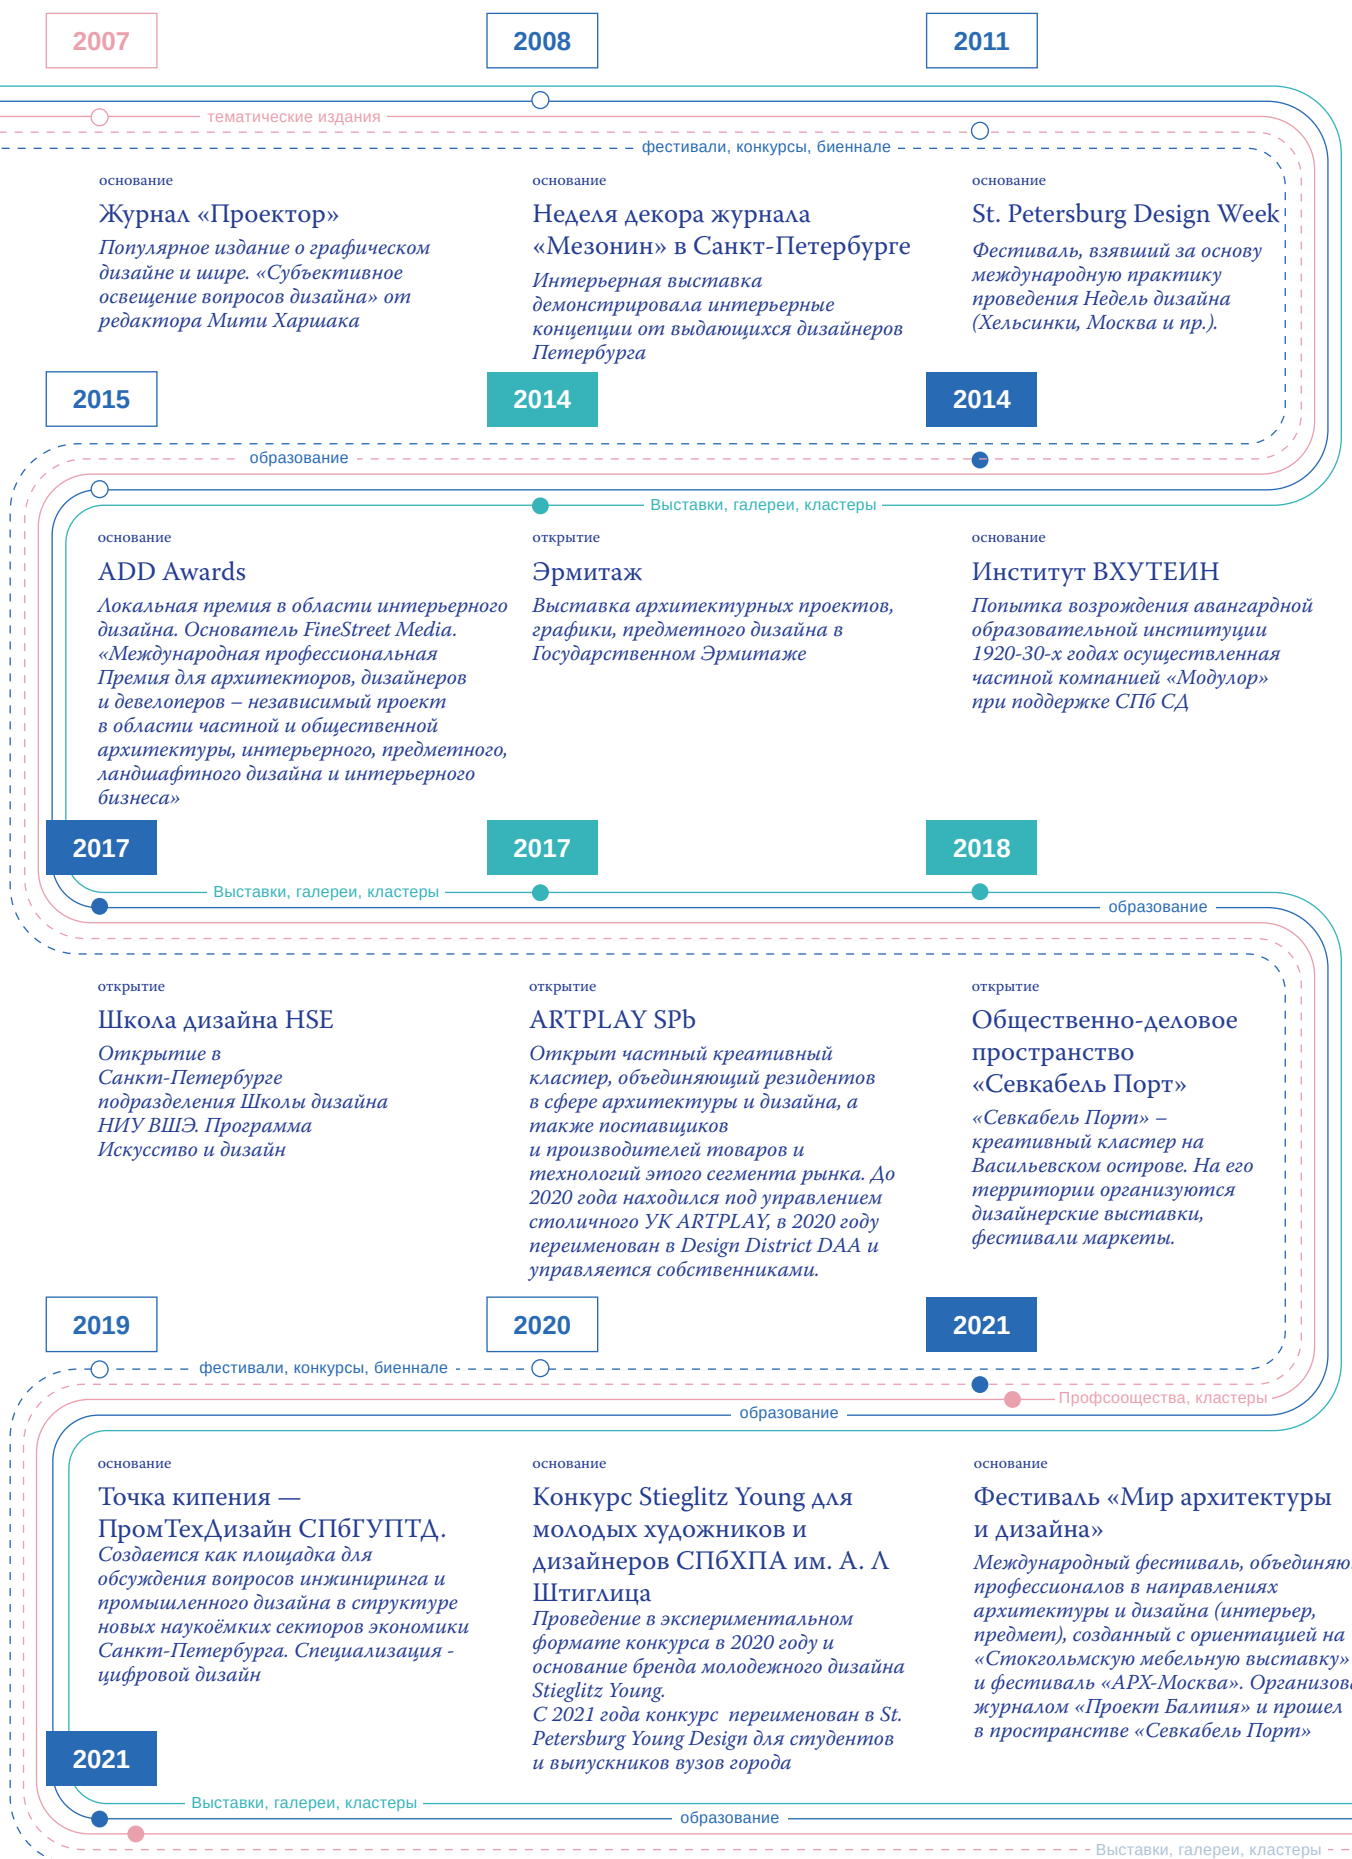 2007
2008
2011
тематические издания
фестивали, конкурсы, биеннале
основание
Журнал «Проектор»
Популярное издание о графическом
дизайне и шире. «Субъективное
освещение вопросов дизайна» от
редактора Мити Харшака
основание
Неделя декора журнала
«Мезонин» в Санкт-Петербурге
Интерьерная выставка
демонстрировала интерьерные
концепции от выдающихся дизайнеров
Петербурга
основание
St. Petersburg Design Week
Фестиваль, взявший за основу
международную практику
проведения Недель дизайна
(Хельсинки, Москва и пр.).
2015
2014
2014
образование
Выставки, галереи, кластеры
основание
ADD Awards
Локальная премия в области интерьерного
дизайна. Основатель FineStreet Media.
«Международная профессиональная
Премия для архитекторов, дизайнеров
и девелоперов – независимый проект
в области частной и общественной
архитектуры, интерьерного, предметного,
ландшафтного дизайна и интерьерного
бизнеса»
открытие
Эрмитаж
Выставка архитектурных проектов,
графики, предметного дизайна в
Государственном Эрмитаже
основание
Институт ВХУТЕИН
Попытка возрождения авангардной
образовательной институции
1920-30-х годах осуществленная
частной компанией «Модулор»
при поддержке СПб СД
2017
2017
2018
Выставки, галереи, кластеры
образование
открытие
Школа дизайна HSE
Открытие в
Санкт-Петербурге
подразделения Школы дизайна
НИУ ВШЭ. Программа
Искусство и дизайн
открытие
ARTPLAY SPb
Открыт частный креативный
кластер, объединяющий резидентов
в сфере архитектуры и дизайна, а
также поставщиков
и производителей товаров и
технологий этого сегмента рынка. До
2020 года находился под управлением
столичного УК ARTPLAY, в 2020 году
переименован в Design District DAA и
управляется собственниками.
открытие
Общественно-деловое
пространство
«Севкабель Порт»
«Севкабель Порт» –
креативный кластер на
Васильевском острове. На его
территории организуются
дизайнерские выставки,
фестивали маркеты.
2019
2020
2021
фестивали, конкурсы, биеннале
Профсоощества, кластеры
образование
основание
Точка кипения —
ПромТехДизайн СПбГУПТД.
Создается как площадка для
обсуждения вопросов инжиниринга и
промышленного дизайна в структуре
новых наукоёмких секторов экономики
Санкт-Петербурга. Специализация -
цифровой дизайн
основание
Конкурс Stieglitz Young для
молодых художников и
дизайнеров СПбХПА им. А. Л
Штиглица
Проведение в экспериментальном
формате конкурса в 2020 году и
основание бренда молодежного дизайна
Stieglitz Young.
С 2021 года конкурс переименован в St.
Petersburg Young Design для студентов
и выпускников вузов города
основание
Фестиваль «Мир архитектуры
и дизайна»
Международный фестиваль,
профессионалов в направлениях
архитектуры и дизайна (интерьер,
предмет), созданный с ориентацией на
«Стокгольмскую мебельную выставку»
и фестиваль «АРХ-Москва».
журналом «Проект Балтия» и прошел
в пространстве «Севкабель Порт»
2021
Выставки, галереи, кластеры
образование
Выставки, галереи, кластеры